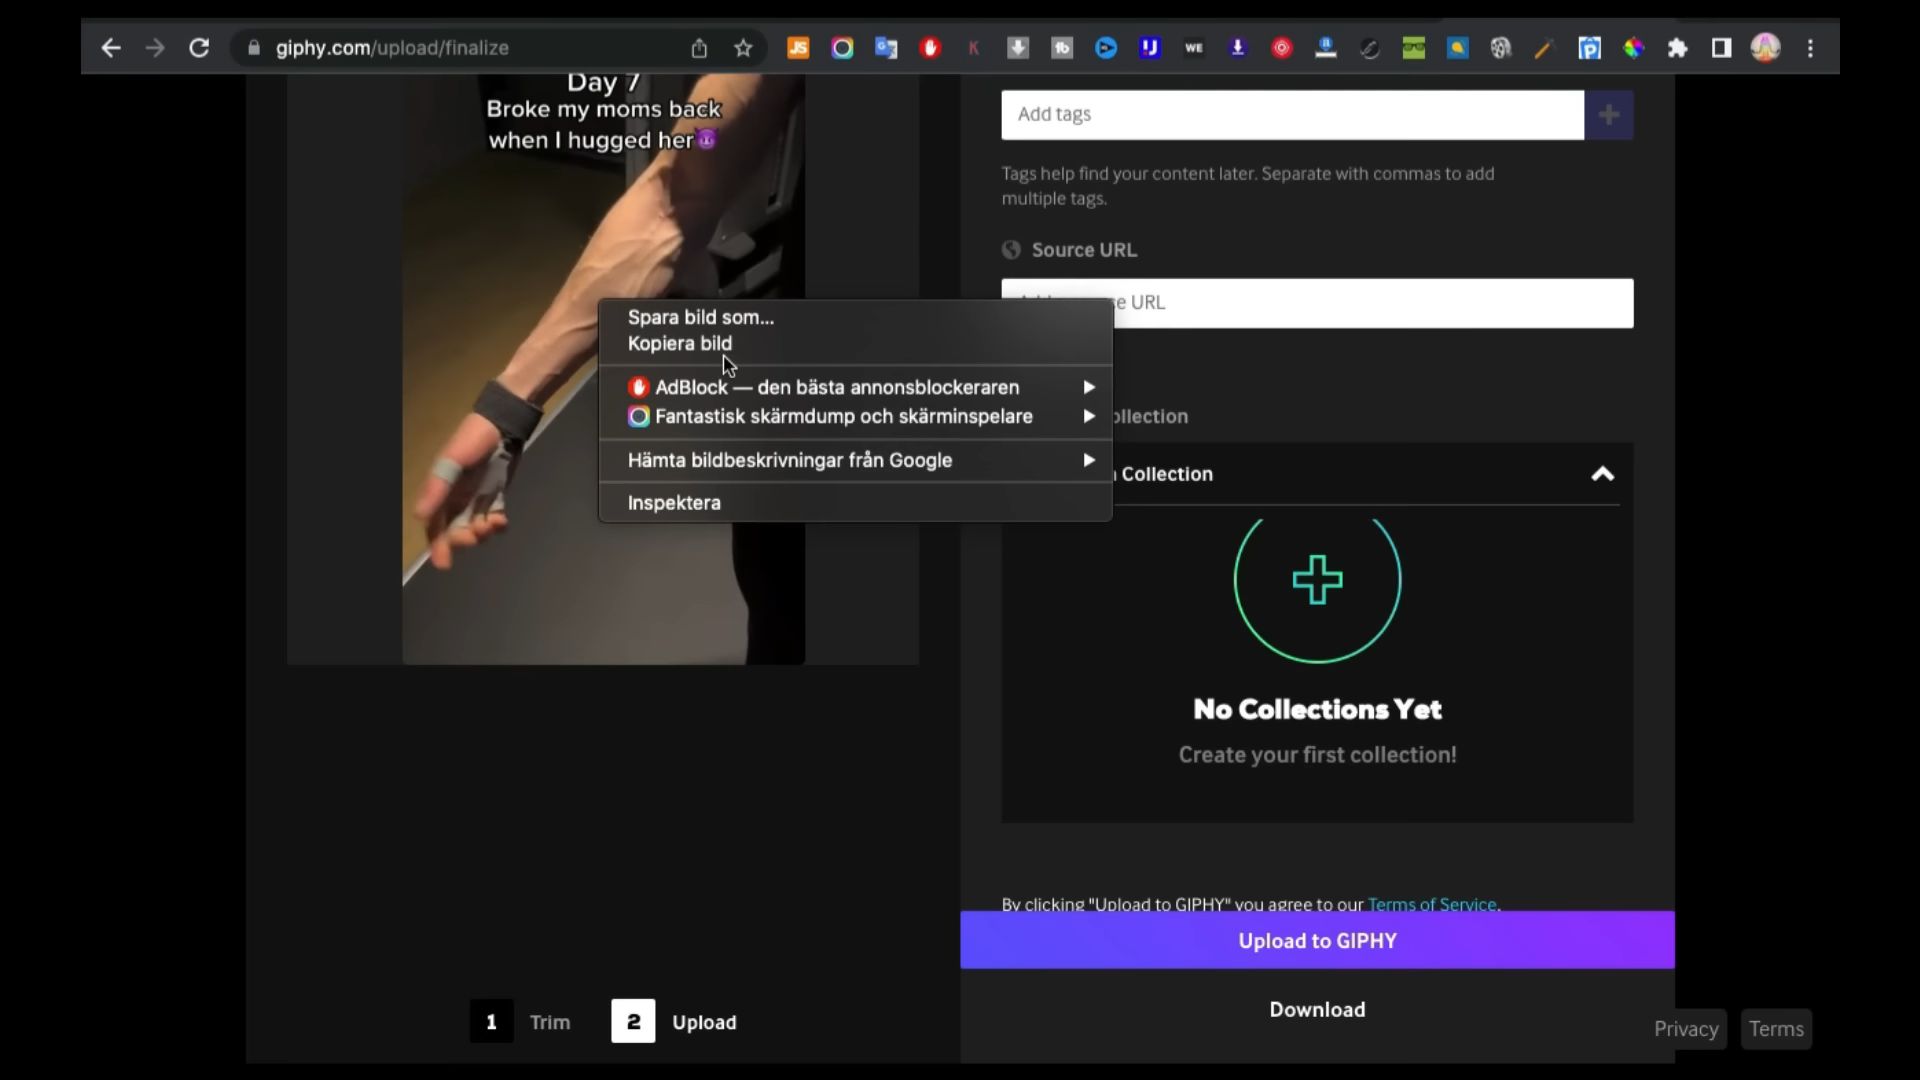 giphy.com/upload/finalize
Day 7
Broke my moms back
when I hugged her
Add tags
Tags help find your content later. Separate with commas to add
multiple tags.
Source URL
e URL
Spara bild som...
Kopiera bild
AdBlock — den bästa annonsblockeraren
Fantastisk skärmdump och skärminspelare
Hämta bildbeskrivningar från Google
Inspektera
ollection
Collection
No Collections Yet
Create your first collection!
By clicking "Upload to GIPHY" you agree to our Terms of Service.
Upload to GIPHY
Download
1 Trim 2 Upload
Privacy Terms